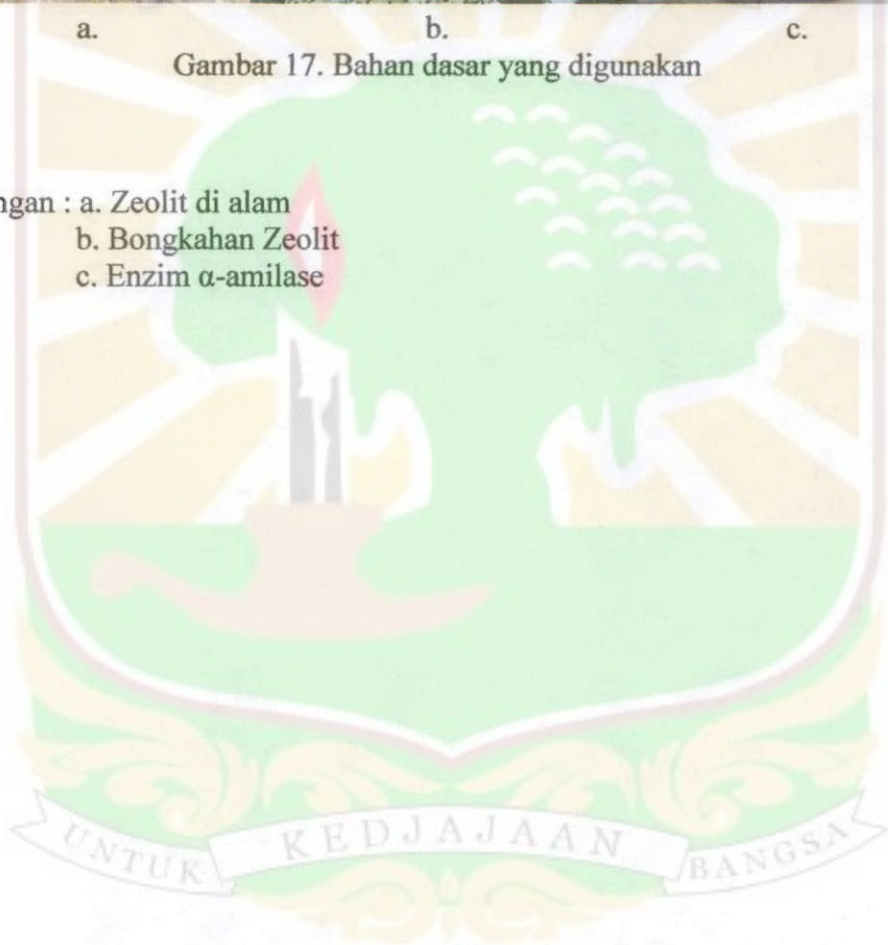 a. b. c.
Gambar 17. Bahan dasar yang digunakan
ngan : a. Zeolit di alam
b. Bongkahan Zeolit
c. Enzim α-amilase
UNTUK KEDJAJAAN BANGSA